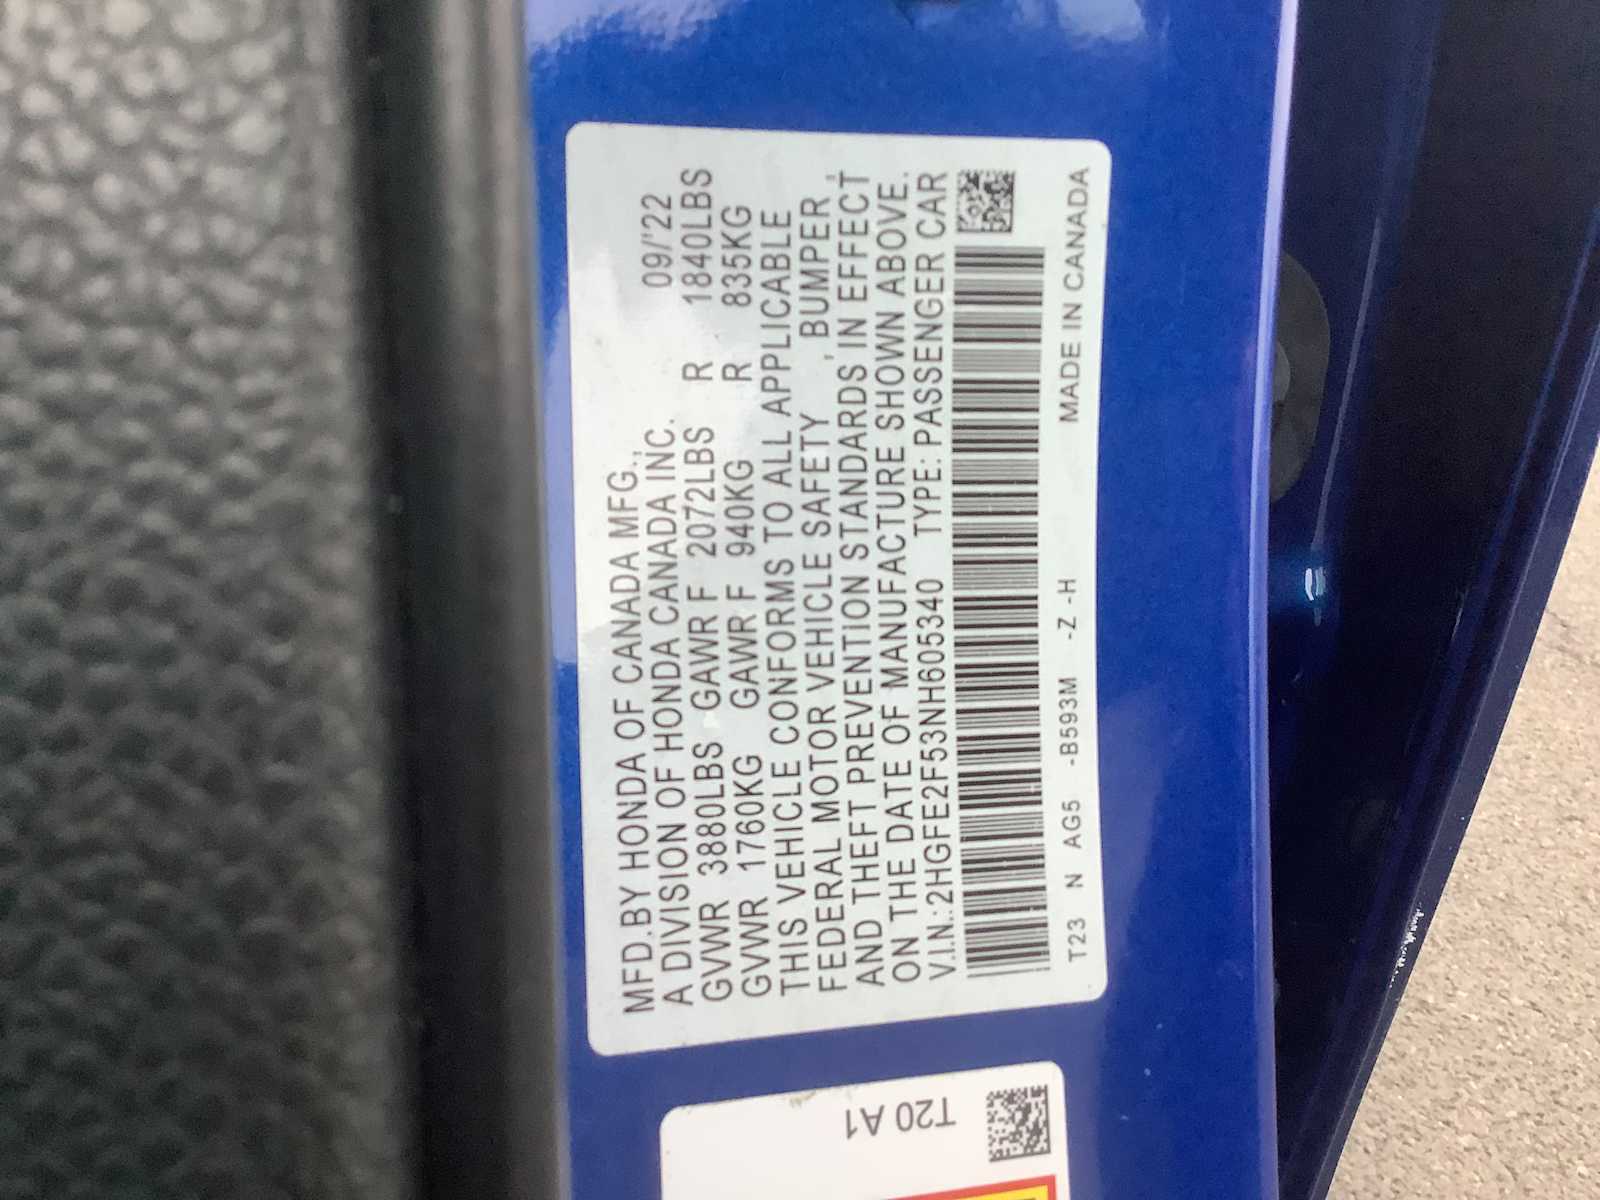 MFD.BY HONDA OF CANADA MFG., 09/'22
A DIVISION OF HONDA CANADA INC.
GVWR 3880LBS GAWR F 2072LBS R 1840LBS
GVWR 1760KG GAWR F 940KG R 835KG
THIS VEHICLE CONFORMS TO ALL APPLICABLE
FEDERAL MOTOR VEHICLE SAFETY, BUMPER,
AND THEFT PREVENTION STANDARDS IN EFFECT
ON THE DATE OF MANUFACTURE SHOWN ABOVE.
V.I.N.:2HGFE2F53NH605340 TYPE: PASSENGER CAR
T23 N AG5 -B593M -Z -H MADE IN CANADA
T20 A1